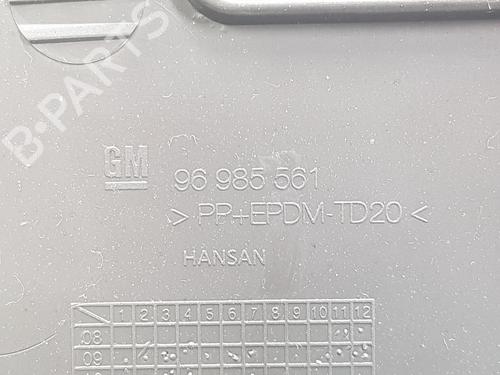 B-PARTS
GM
96 985 561
>PP+EPDM-TD20<
HANSAN
1 2 3 4 5 6 7 8 9 10 11 12
08
09